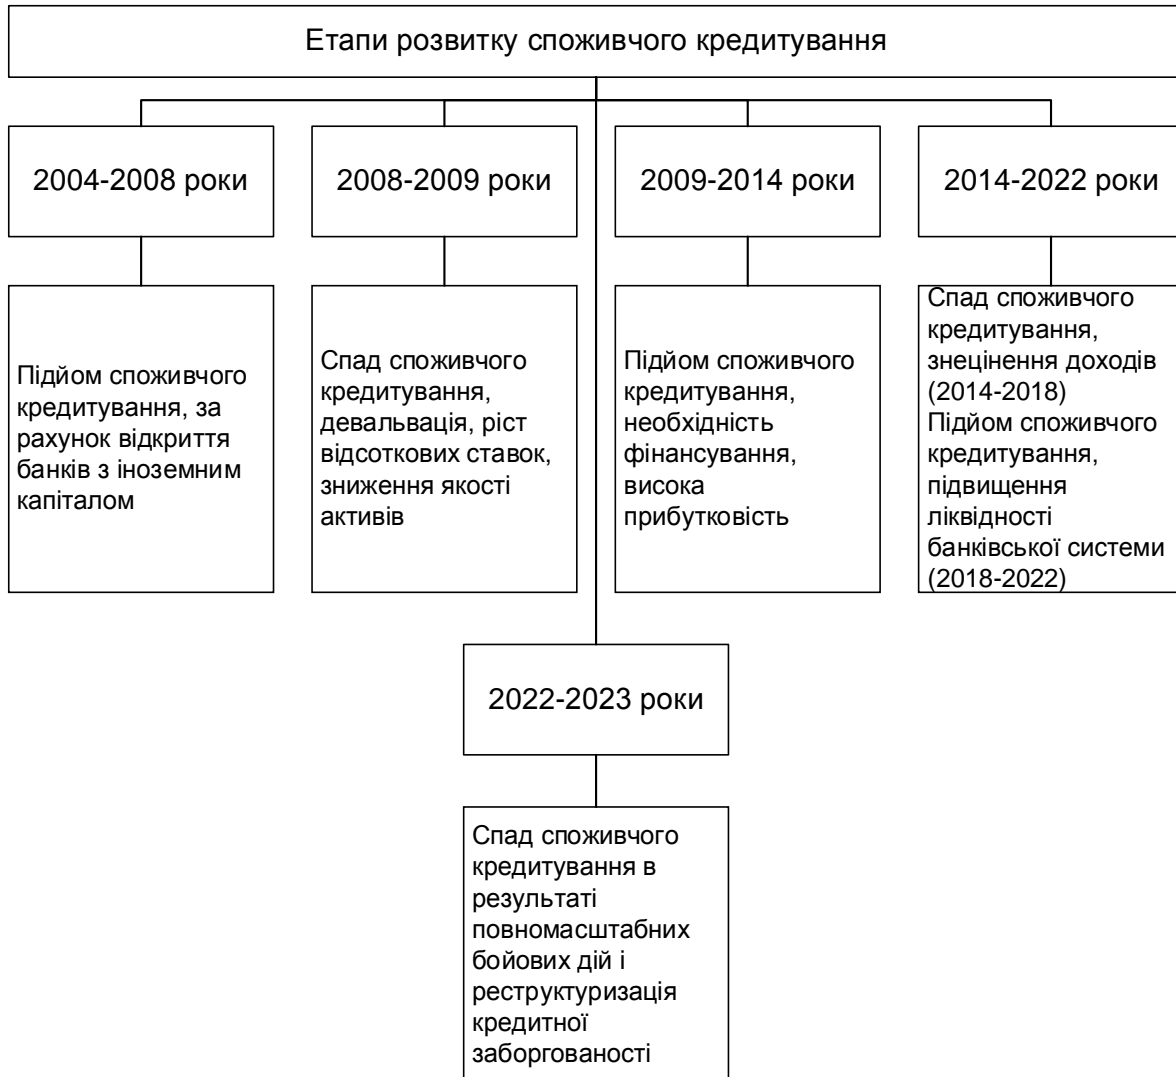 Етапи розвитку споживчого кредитування
2004-2008 роки
2008-2009 роки
2009-2014 роки
2014-2022 роки
Підйом споживчого
кредитування, за
рахунок відкриття
банків з іноземним
капіталом
Спад споживчого
кредитування,
девальвація, ріст
відсоткових ставок,
зниження якості
активів
Підйом споживчого
кредитування,
необхідність
фінансування,
висока
прибутковість
Спад споживчого
кредитування,
знецінення доходів
(2014-2018)
Підйом споживчого
кредитування,
підвищення
ліквідності
банківської системи
(2018-2022)
2022-2023 роки
Спад споживчого
кредитування в
результаті
повномасштабних
бойових дій і
реструктуризація
кредитної
заборгованості